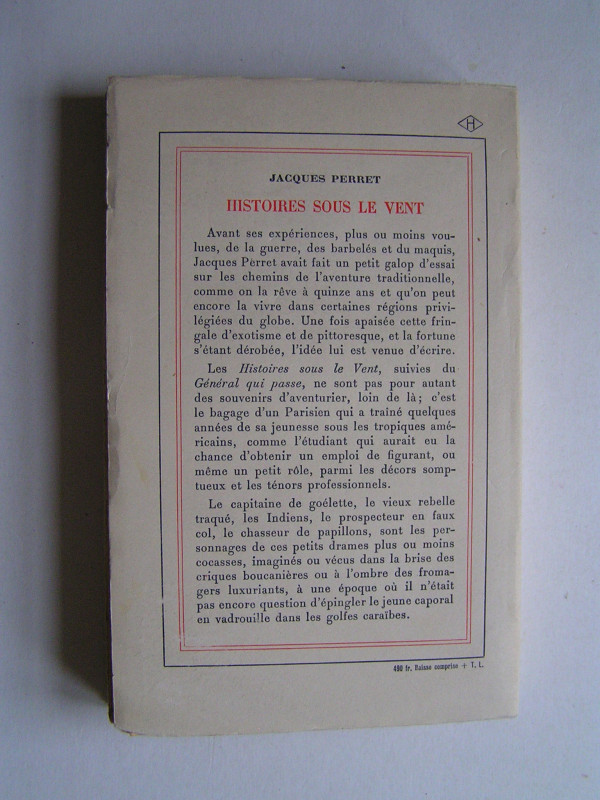 H
JACQUES PERRET
HISTOIRES SOUS LE VENT
Avant ses expériences, plus ou moins vou-
lues, de la guerre, des barbelés et du maquis,
Jacques Perret avait fait un petit galop d'essai
sur les chemins de l'aventure traditionnelle,
comme on la rêve à quinze ans et qu'on peut
encore la vivre dans certaines régions privi-
légiées du globe. Une fois apaisée cette frin-
gale d'exotisme et de pittoresque, et la fortune
s'étant dérobée, l'idée lui est venue d'écrire.
Les Histoires sous le Vent, suivies du
Général qui passe, ne sont pas pour autant
des souvenirs d'aventurier, loin de là ; c'est
le bagage d'un Parisien qui a traîné quelques
années de sa jeunesse sous les tropiques amé-
ricains, comme l'étudiant qui aurait eu la
chance d'obtenir un emploi de figurant, ou
même un petit rôle, parmi les décors somp-
tueux et les ténors professionnels.
Le capitaine de goélette, le vieux rebelle
traqué, les Indiens, le prospecteur en faux
col, le chasseur de papillons, sont les per-
sonnages de ces petits drames plus ou moins
cocasses, imaginés ou vécus dans la brise des
criques boucanières ou à l'ombre des froma-
gers luxuriants, à une époque où il n'était
pas encore question d'épingler le jeune caporal
en vadrouille dans les golfes caraïbes.
490 fr. Baisse comprise + T. L.